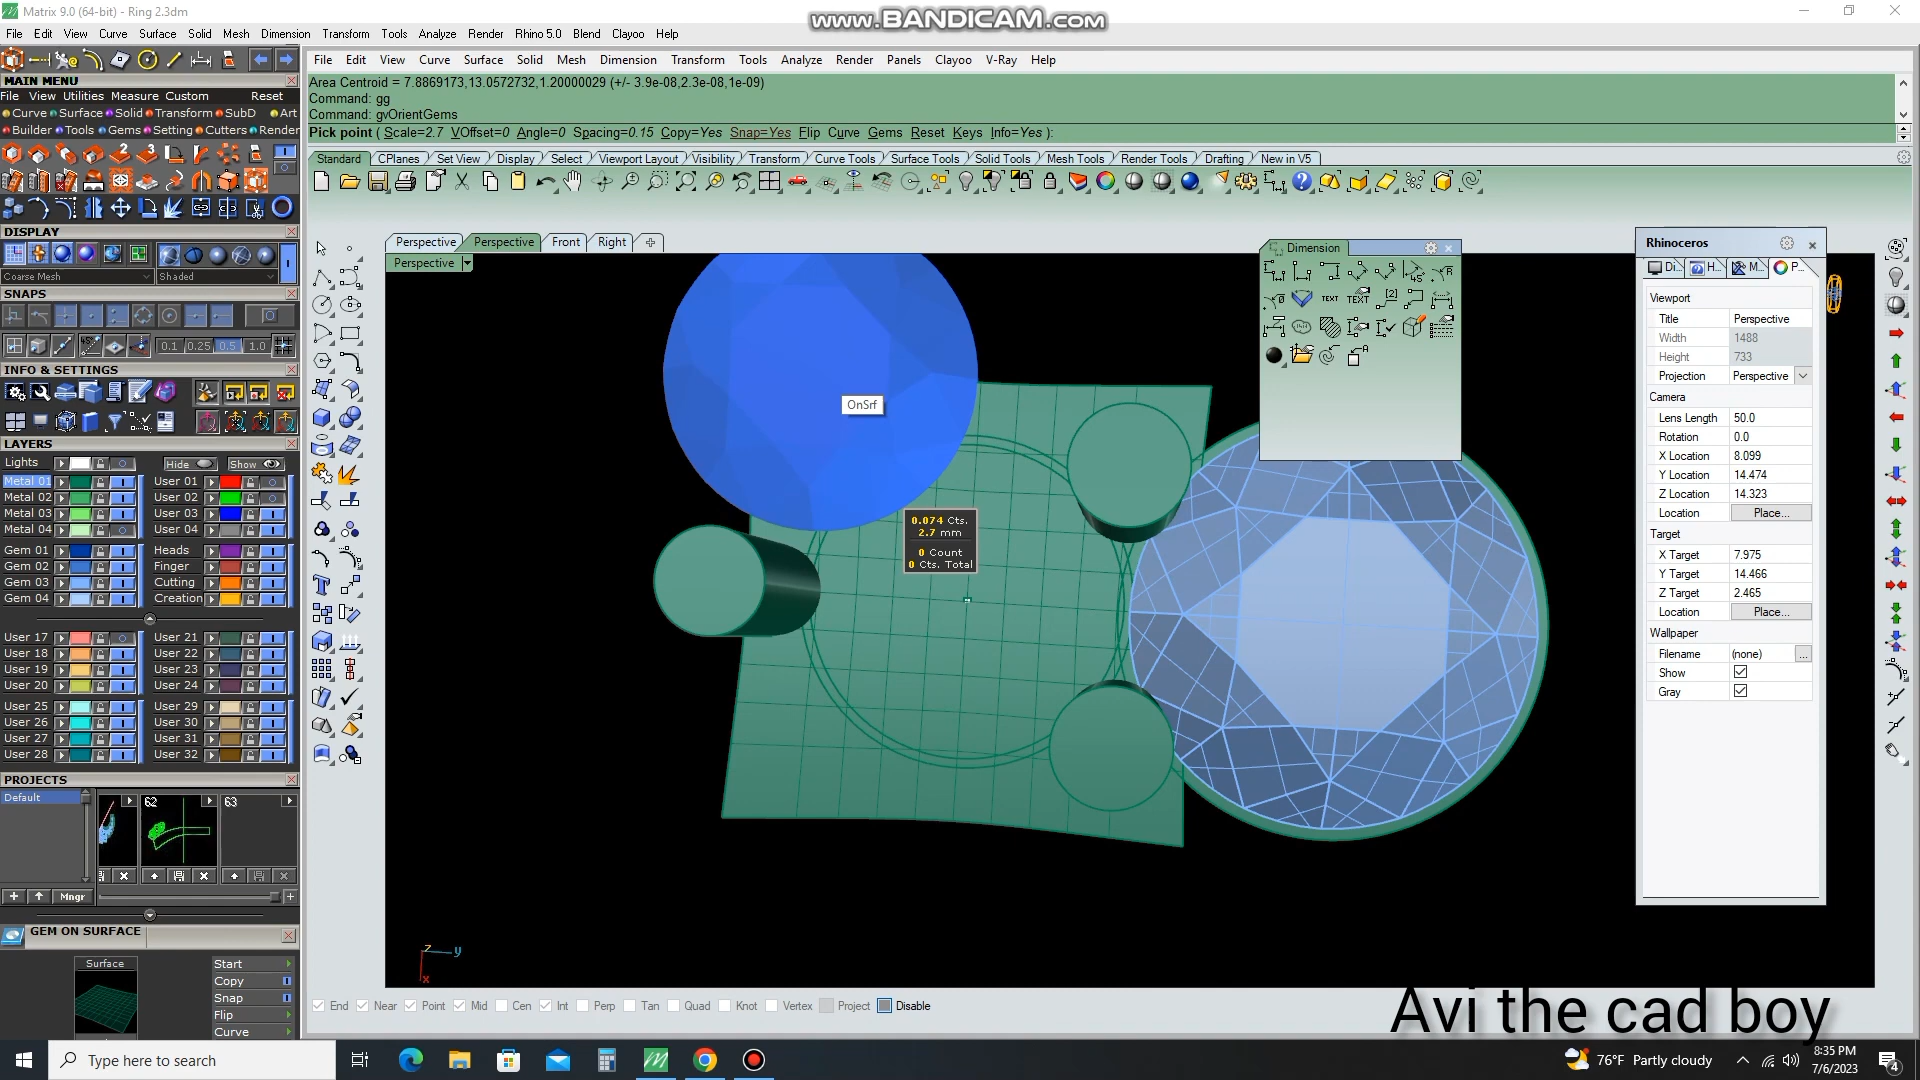 Matrix 9.0 (64-bit) - Ring 2.3dm
www.BANDICAM.com
File Edit View Curve Surface Solid Mesh Dimension Transform Tools Analyze Render Rhino 5.0 Blend Clayoo Help
File Edit View Curve Surface Solid Mesh Dimension Transform Tools Analyze Render Panels Clayoo V-Ray Help
MAIN MENU
File View Utilities Measure Custom Reset
Curve Surface Solid Transform SubD Art
Builder Tools Gems Setting Cutters Render
Area Centroid = 7.8869173,13.0572732,1.20000029 (+/- 3.9e-08,2.3e-08,1e-09)
Command: gg
Command: gvOrientGems
Pick point ( Scale=2.7 VOffset=0 Angle=0 Spacing=0.15 Copy=Yes Snap=Yes Flip Curve Gems Reset Keys Info=Yes ):
Standard CPlanes Set View Display Select Viewport Layout Visibility Transform Curve Tools Surface Tools Solid Tools Mesh Tools Render Tools Drafting New in V5
DISPLAY
Coarse Mesh Shaded
SNAPS
0.1 0.25 0.5 1.0
INFO & SETTINGS
LAYERS
Lights Hide Show
Metal 01 User 01
Metal 02 User 02
Metal 03 User 03
Metal 04 User 04
Gem 01 Heads
Gem 02 Finger
Gem 03 Cutting
Gem 04 Creation
User 17 User 21
User 18 User 22
User 19 User 23
User 20 User 24
User 25 User 29
User 26 User 30
User 27 User 31
User 28 User 32
PROJECTS
Default
62 63
Mngr
GEM ON SURFACE
Surface
Start
Copy
Snap
Flip
Curve
Perspective Perspective Front Right
Perspective
OnSrf
0.074 Cts.
2.7 mm
0 Count
0 Cts. Total
z y
x
Dimension
TEXT TEXT
Rhinoceros
Di... H... M... P...
Viewport
Title Perspective
Width 1488
Height 733
Projection Perspective
Camera
Lens Length 50.0
Rotation 0.0
X Location 8.099
Y Location 14.474
Z Location 14.323
Location Place...
Target
X Target 7.975
Y Target 14.466
Z Target 2.465
Location Place...
Wallpaper
Filename (none) ...
Show
Gray
End Near Point Mid Cen Int Perp Tan Quad Knot Vertex Project Disable
Avi the cad boy
Type here to search
76°F Partly cloudy
8:35 PM
7/6/2023
4